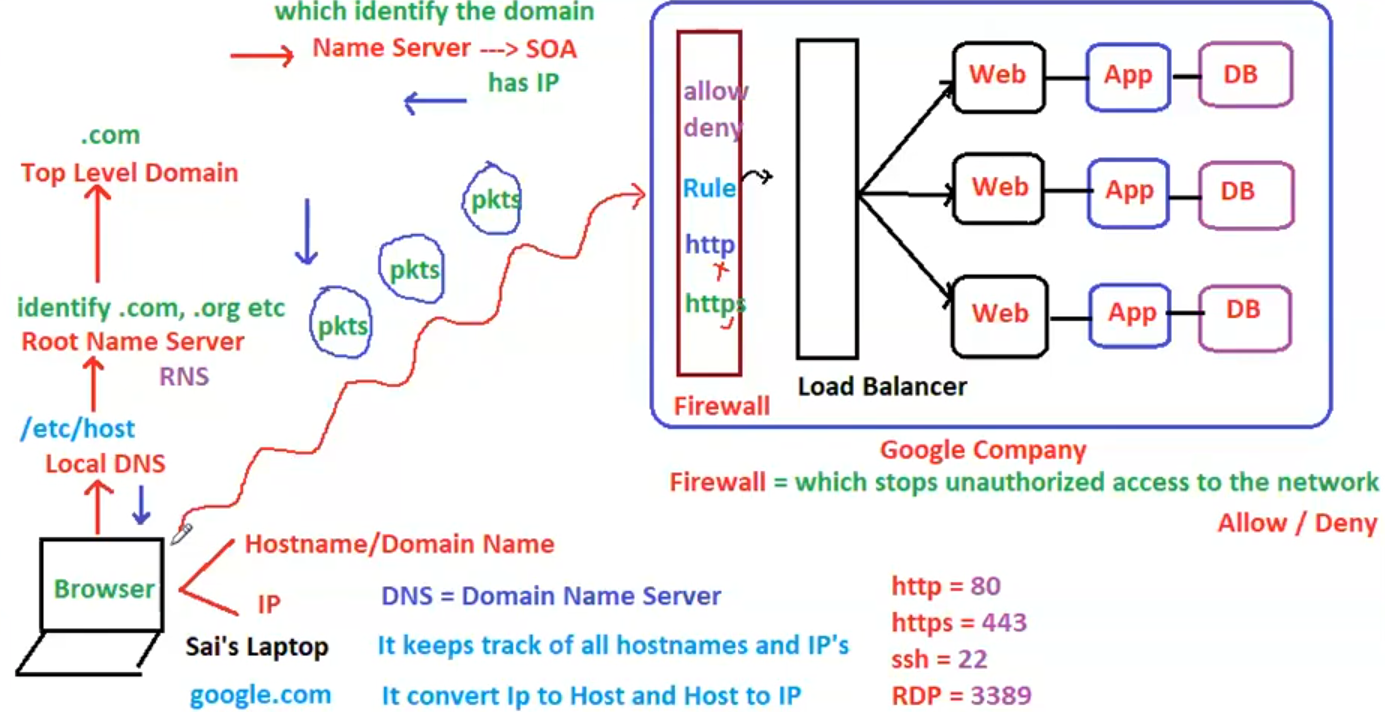 which identify the domain
Name Server ---> SOA
has IP
.com
Top Level Domain
pkts
pkts
pkts
identify .com, .org etc
Root Name Server
RNS
/etc/host
Local DNS
Browser
Hostname/Domain Name
IP
Sai's Laptop
google.com
DNS = Domain Name Server
It keeps track of all hostnames and IP's
It convert Ip to Host and Host to IP
allow
deny
Rule
http
https
Firewall
Load Balancer
Web App DB
Web App DB
Web App DB
Google Company
Firewall = which stops unauthorized access to the network
Allow / Deny
http = 80
https = 443
ssh = 22
RDP = 3389